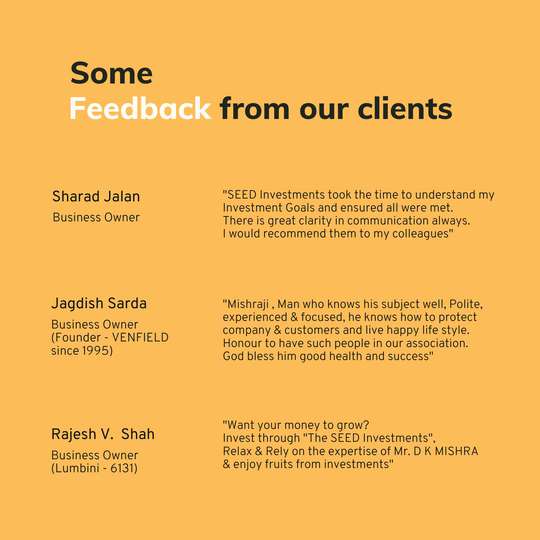 Some
Feedback from our clients
Sharad Jalan
Business Owner
"SEED Investments took the time to understand my
Investment Goals and ensured all were met.
There is great clarity in communication always.
I would recommend them to my colleagues"
Jagdish Sarda
Business Owner
(Founder - VENFIELD
since 1995)
"Mishraji , Man who knows his subject well, Polite,
experienced & focused, he knows how to protect
company & customers and live happy life style.
Honour to have such people in our association.
God bless him good health and success"
Rajesh V. Shah
Business Owner
(Lumbini - 6131)
"Want your money to grow?
Invest through "The SEED Investments",
Relax & Rely on the expertise of Mr. D K MISHRA
& enjoy fruits from investments"